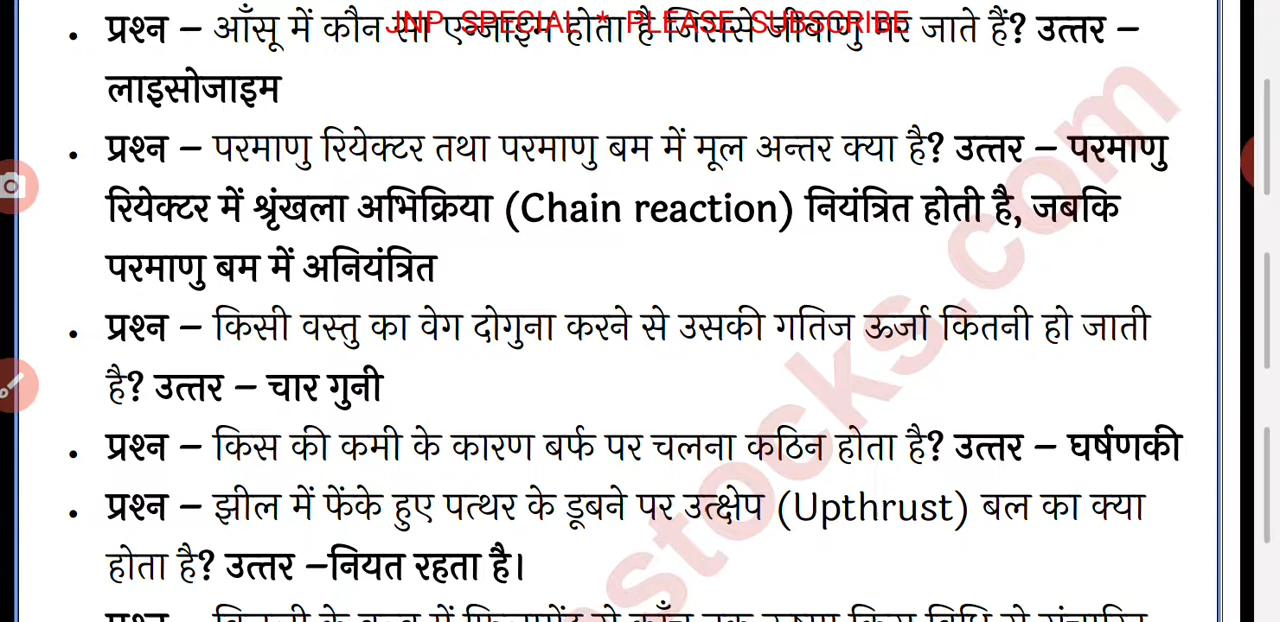 JNP SPECIAL * PLEASE SUBSCRIBE
• प्रश्न – आँसू में कौन सा एन्जाइम होता है जिससे जीवाणु मर जाते हैं? उत्तर –
लाइसोजाइम
• प्रश्न – परमाणु रियेक्टर तथा परमाणु बम में मूल अन्तर क्या है? उत्तर – परमाणु
रियेक्टर में श्रृंखला अभिक्रिया (Chain reaction) नियंत्रित होती है, जबकि
परमाणु बम में अनियंत्रित
• प्रश्न – किसी वस्तु का वेग दोगुना करने से उसकी गतिज ऊर्जा कितनी हो जाती
है? उत्तर – चार गुनी
• प्रश्न – किस की कमी के कारण बर्फ पर चलना कठिन होता है? उत्तर – घर्षणकी
• प्रश्न – झील में फेंके हुए पत्थर के डूबने पर उत्क्षेप (Upthrust) बल का क्या
होता है? उत्तर –नियत रहता है।
stocks.com